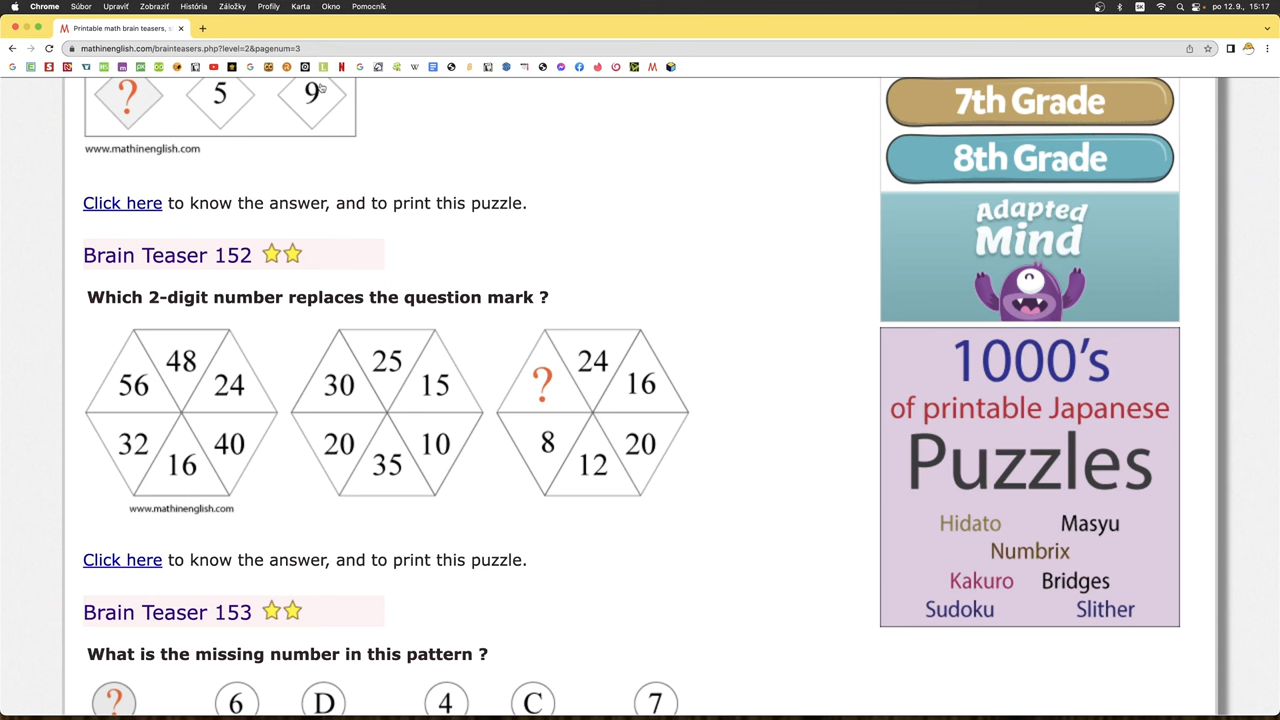 Chrome Súbor Upraviť Zobraziť História Záložky Profily Karta Okno Pomocník SK po 12.9., 15:17
Printable math brain teasers, s
mathinenglish.com/brainteasers.php?level=2&pagenum=3
? 5 9
www.mathinenglish.com
Click here to know the answer, and to print this puzzle.
Brain Teaser 152
Which 2-digit number replaces the question mark ?
48
56 24
32 40
16
25
30 15
20 10
35
24
? 16
8 20
12
www.mathinenglish.com
Click here to know the answer, and to print this puzzle.
Brain Teaser 153
What is the missing number in this pattern ?
? 6 D 4 C 7
7th Grade
8th Grade
Adapted
Mind
1000's
of printable Japanese
Puzzles
Hidato Masyu
Numbrix
Kakuro Bridges
Sudoku Slither